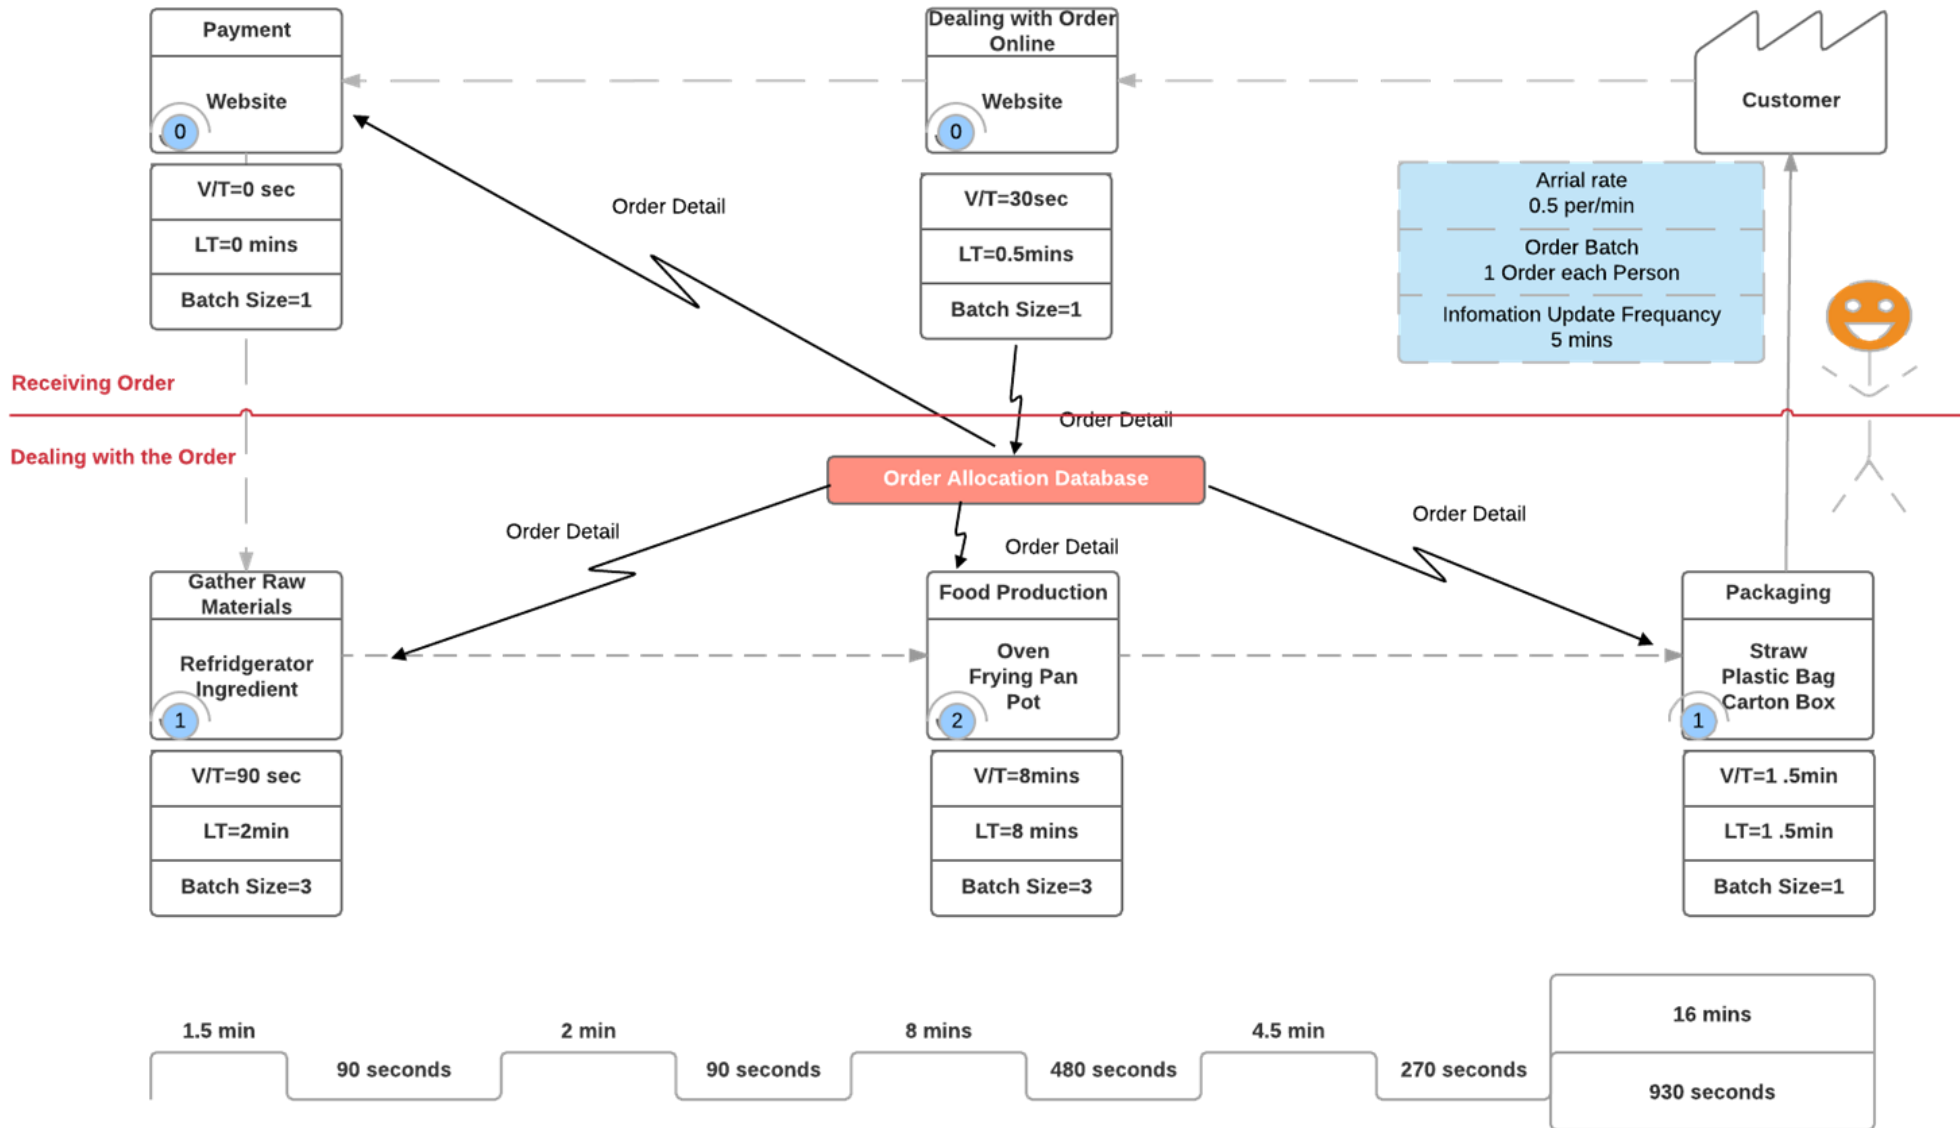 Payment
Website
0
V/T=0 sec
LT=0 mins
Batch Size=1
Dealing with Order
Online
Website
0
V/T=30sec
LT=0.5mins
Batch Size=1
Customer
Arrial rate
0.5 per/min
Order Batch
1 Order each Person
Infomation Update Frequancy
5 mins
Order Detail
Receiving Order
Order Detail
Dealing with the Order
Order Allocation Database
Order Detail
Order Detail
Order Detail
Gather Raw
Materials
Refridgerator
Ingredient
1
V/T=90 sec
LT=2min
Batch Size=3
Food Production
Oven
Frying Pan
Pot
2
V/T=8mins
LT=8 mins
Batch Size=3
Packaging
Straw
Plastic Bag
Carton Box
1
V/T=1 .5min
LT=1 .5min
Batch Size=1
1.5 min
90 seconds
2 min
90 seconds
8 mins
480 seconds
4.5 min
270 seconds
16 mins
930 seconds